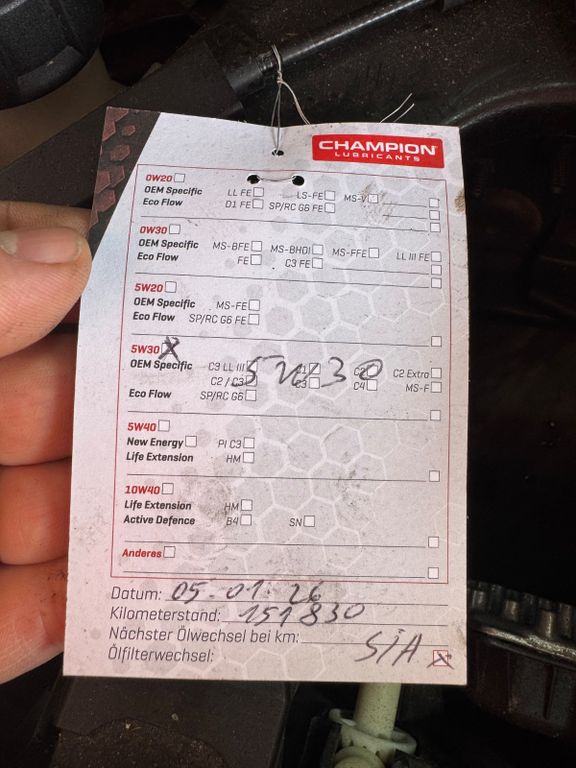 CHAMPION
LUBRICANTS
0W20
OEM Specific LL FE LS-FE MS-V
Eco Flow D1 FE SP/RC G6 FE
0W30
OEM Specific MS-BFE MS-BHDI MS-FFE LL III FE
Eco Flow FE C3 FE
5W20
OEM Specific MS-FE
Eco Flow SP/RC G6 FE
5W30 X
OEM Specific C3 LL III C1 C2 C2 Extra
5W30
C2 / C3 C3 C4 MS-F
Eco Flow SP/RC G6
5W40
New Energy PI C3
Life Extension HM
10W40
Life Extension HM
Active Defence B4 SN
Anderes
Datum: 05-01-26
Kilometerstand: 151830
Nächster Ölwechsel bei km: SIA
Ölfilterwechsel: X